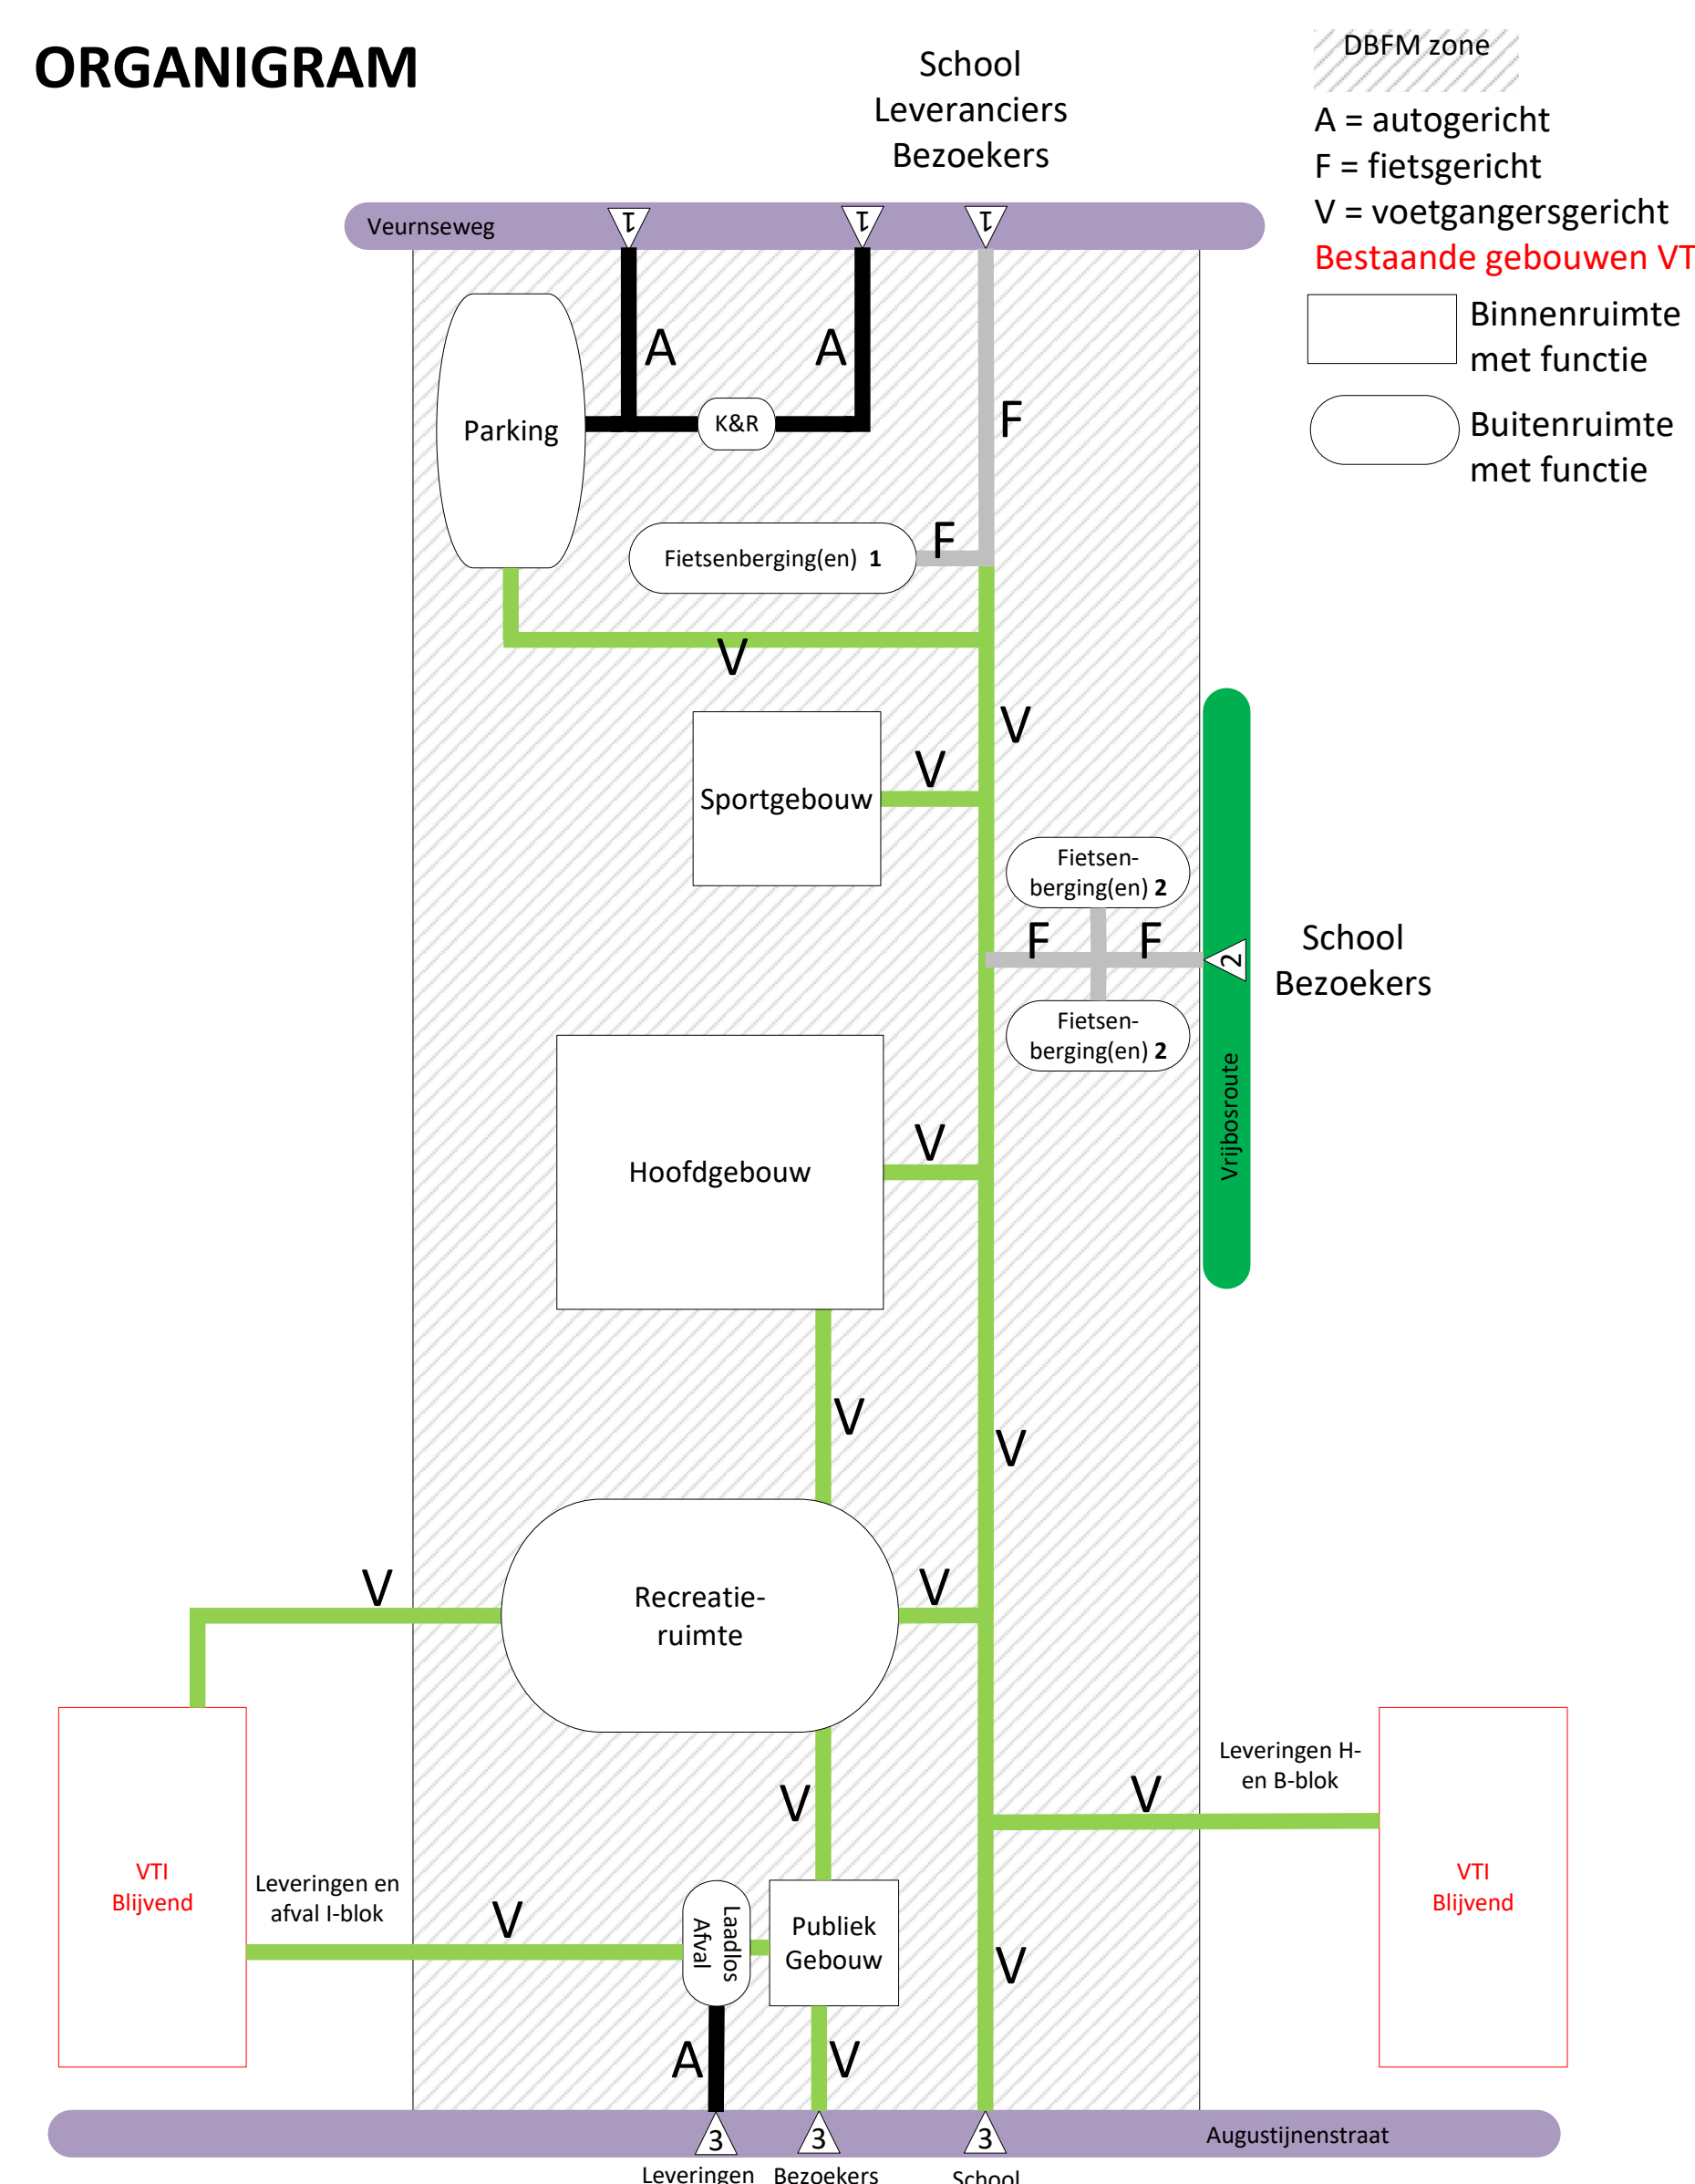 ORGANIGRAM
School
Leveranciers
Bezoekers
DBFM zone
A = autogericht
F = fietsgericht
V = voetgangersgericht
Bestaande gebouwen VT
Binnenruimte
met functie
Buitenruimte
met functie
Veurnseweg
1
1
1
A
A
F
Parking
K&R
F
Fietsenberging(en) 1
V
V
V
Sportgebouw
Fietsen-
berging(en) 2
F
F
2
School
Bezoekers
Fietsen-
berging(en) 2
Vrijbosroute
V
Hoofdgebouw
V
V
V
V
Recreatie-
ruimte
Leveringen H-
en B-blok
V
V
VTI
Blijvend
Leveringen en
afval I-blok
V
Laadlos
Afval
Publiek
Gebouw
V
VTI
Blijvend
A
V
Augustijnenstraat
3
3
3
Leveringen
Bezoekers
School